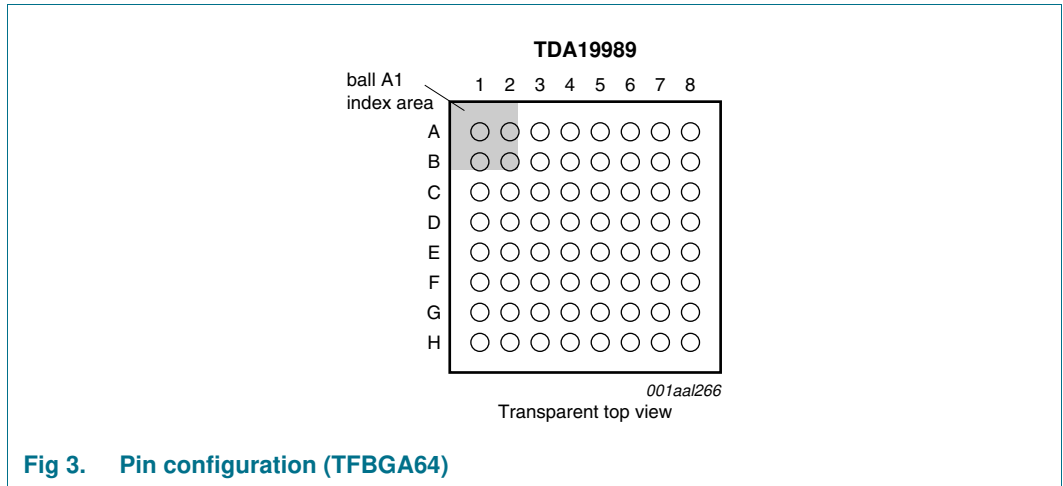 TDA19989
ball A1
index area
1 2 3 4 5 6 7 8
A
B
C
D
E
F
G
H
001aal266
Transparent top view
Fig 3. Pin configuration (TFBGA64)